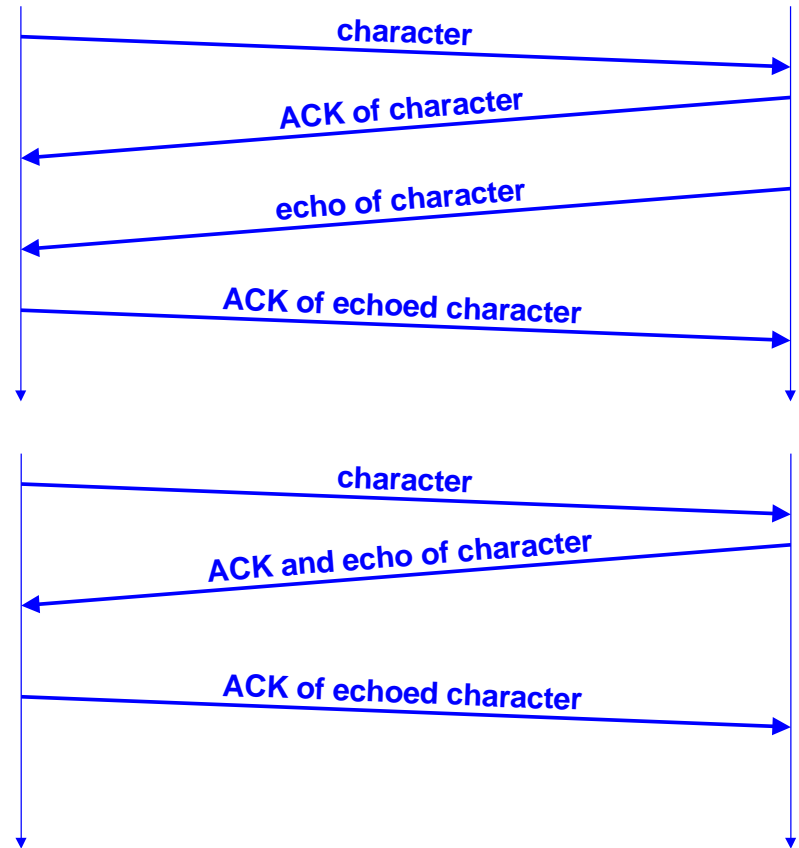 character
ACK of character
echo of character
ACK of echoed character
character
ACK and echo of character
ACK of echoed character